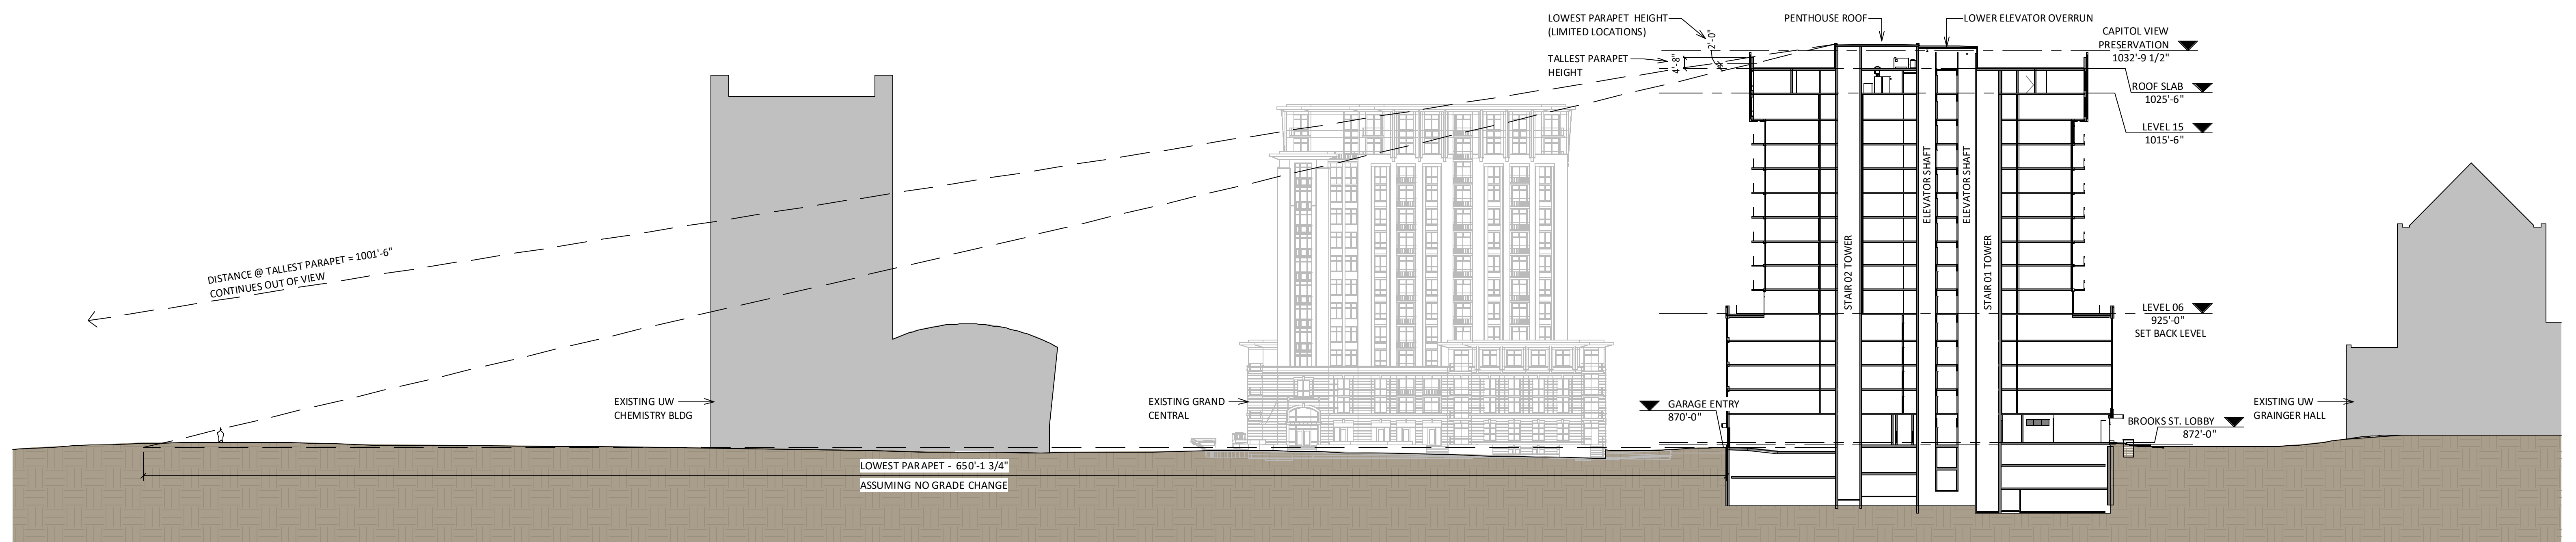 LOWEST PARAPET HEIGHT
(LIMITED LOCATIONS)
2'-0"
TALLEST PARAPET
HEIGHT
4'-8"
PENTHOUSE ROOF
LOWER ELEVATOR OVERRUN
CAPITOL VIEW
PRESERVATION
1032'-9 1/2"
ROOF SLAB
1025'-6"
LEVEL 15
1015'-6"
ELEVATOR SHAFT
ELEVATOR SHAFT
STAIR 02 TOWER
STAIR 01 TOWER
DISTANCE @ TALLEST PARAPET = 1001'-6"
CONTINUES OUT OF VIEW
LEVEL 06
925'-0"
SET BACK LEVEL
EXISTING UW
CHEMISTRY BLDG
EXISTING GRAND
CENTRAL
GARAGE ENTRY
870'-0"
BROOKS ST. LOBBY
872'-0"
EXISTING UW
GRAINGER HALL
LOWEST PARAPET - 650'-1 3/4"
ASSUMING NO GRADE CHANGE